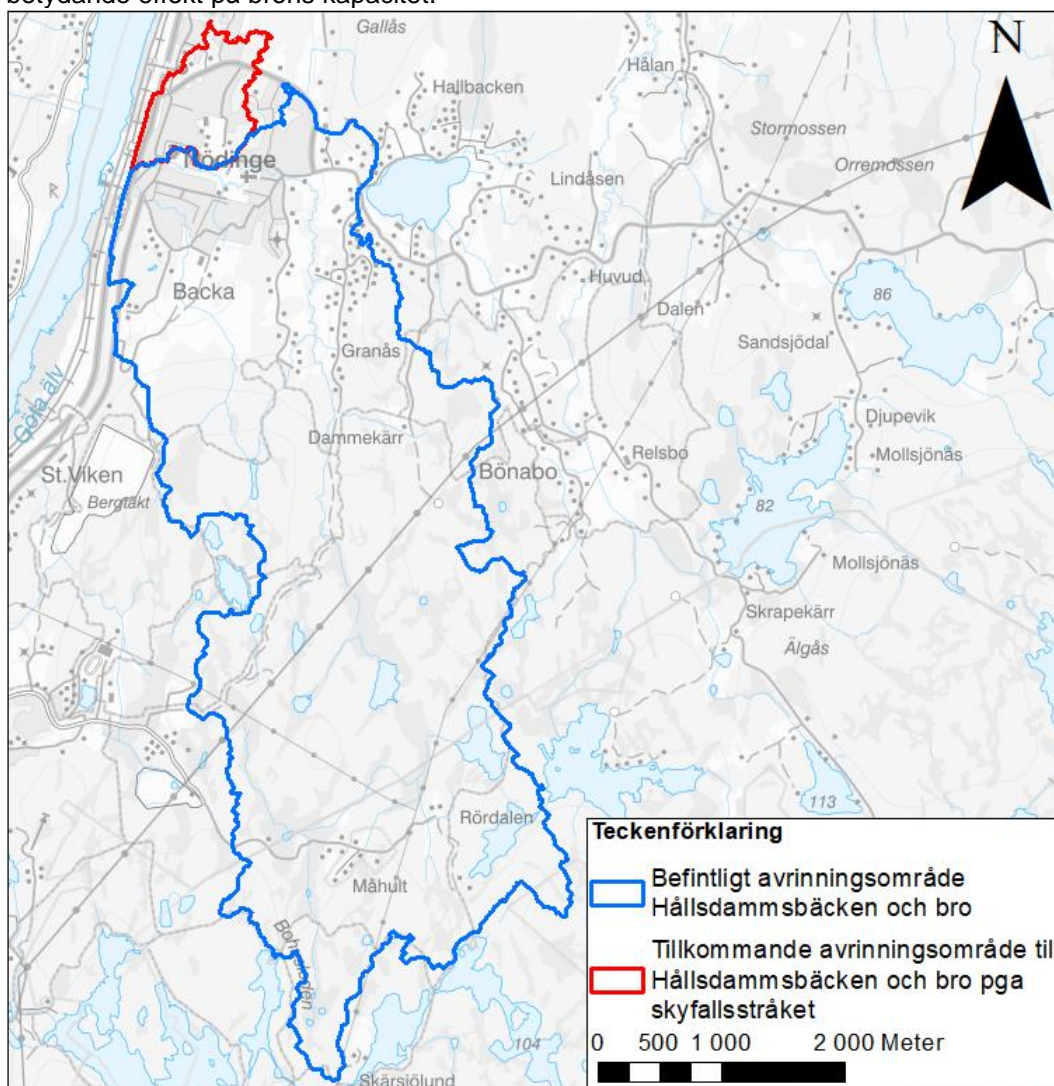 betydande effekt på brons kapacitet.
Gallås
N
Hålan
Hallbacken
Stormossen
Orremossen
Nödinge
Lindåsen
Huvud
Backa
86
Dalen
Sandsjödal
Granås
Göta älv
Djupevik
Dammekärr
Relsbo
Mollsjönäs
St.Viken
Bönabo
Bergtäkt
82
Mollsjönäs
Skrapekärr
Älgås
113
Rördalen
Måhult
Bohusleden
104
Skärsjölund
Teckenförklaring
Befintligt avrinningsområde
Hållsdammsbäcken och bro
Tillkommande avrinningsområde til
Hållsdammsbäcken och bro pga
skyfallsstråket
0 500 1 000 2 000 Meter